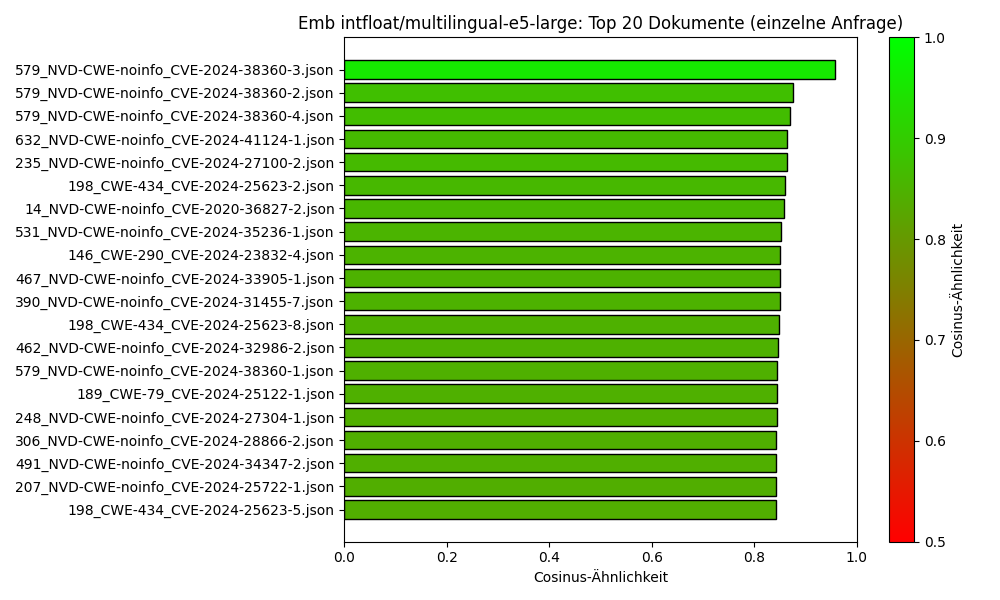 Emb intfloat/multilingual-e5-large: Top 20 Dokumente (einzelne Anfrage)
579_NVD-CWE-noinfo_CVE-2024-38360-3.json
579_NVD-CWE-noinfo_CVE-2024-38360-2.json
579_NVD-CWE-noinfo_CVE-2024-38360-4.json
632_NVD-CWE-noinfo_CVE-2024-41124-1.json
235_NVD-CWE-noinfo_CVE-2024-27100-2.json
198_CWE-434_CVE-2024-25623-2.json
14_NVD-CWE-noinfo_CVE-2020-36827-2.json
531_NVD-CWE-noinfo_CVE-2024-35236-1.json
146_CWE-290_CVE-2024-23832-4.json
467_NVD-CWE-noinfo_CVE-2024-33905-1.json
390_NVD-CWE-noinfo_CVE-2024-31455-7.json
198_CWE-434_CVE-2024-25623-8.json
462_NVD-CWE-noinfo_CVE-2024-32986-2.json
579_NVD-CWE-noinfo_CVE-2024-38360-1.json
189_CWE-79_CVE-2024-25122-1.json
248_NVD-CWE-noinfo_CVE-2024-27304-1.json
306_NVD-CWE-noinfo_CVE-2024-28866-2.json
491_NVD-CWE-noinfo_CVE-2024-34347-2.json
207_NVD-CWE-noinfo_CVE-2024-25722-1.json
198_CWE-434_CVE-2024-25623-5.json
0.0 0.2 0.4 0.6 0.8 1.0
Cosinus-Ähnlichkeit
1.0
0.9
0.8
0.7
0.6
0.5
Cosinus-Ähnlichkeit